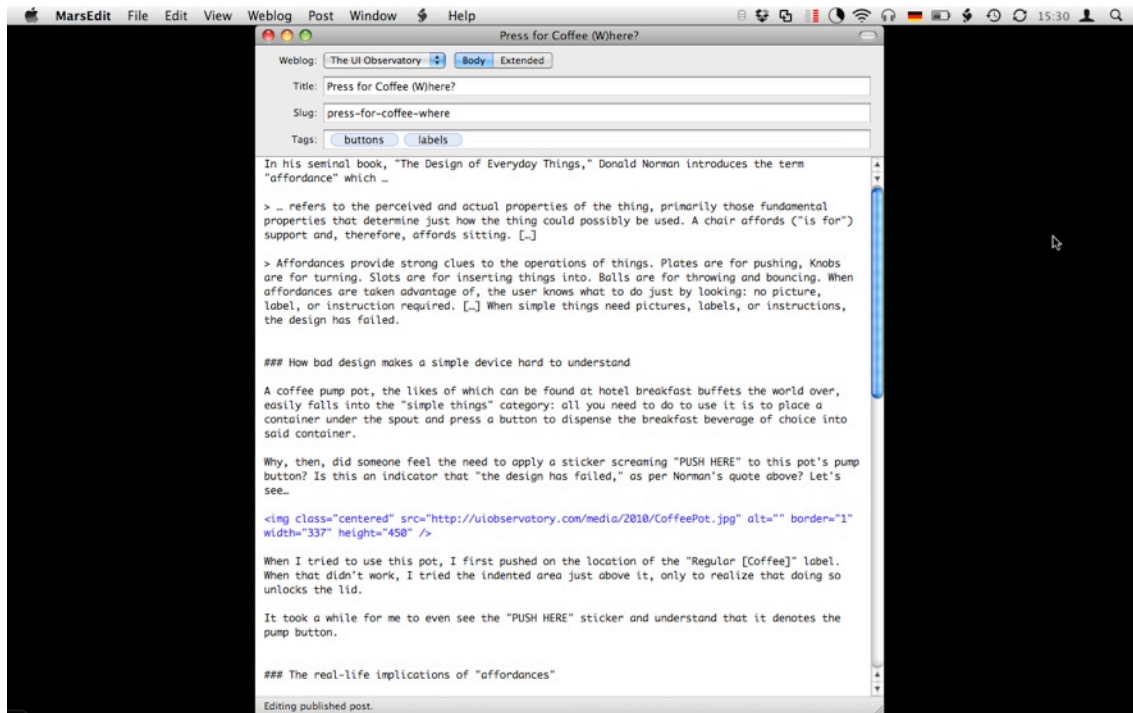 MarsEdit File Edit View Weblog Post Window Help 15:30
Press for Coffee (W)here?
Weblog: The UI Observatory Body Extended
Title: Press for Coffee (W)here?
Slug: press-for-coffee-where
Tags: buttons labels
In his seminal book, "The Design of Everyday Things," Donald Norman introduces the term
"affordance" which …
> … refers to the perceived and actual properties of the thing, primarily those fundamental
properties that determine just how the thing could possibly be used. A chair affords ("is for")
support and, therefore, affords sitting. […]
> Affordances provide strong clues to the operations of things. Plates are for pushing, Knobs
are for turning. Slots are for inserting things into. Balls are for throwing and bouncing. When
affordances are taken advantage of, the user knows what to do just by looking: no picture,
label, or instruction required. […] When simple things need pictures, labels, or instructions,
the design has failed.
### How bad design makes a simple device hard to understand
A coffee pump pot, the likes of which can be found at hotel breakfast buffets the world over,
easily falls into the "simple things" category: all you need to do to use it is to place a
container under the spout and press a button to dispense the breakfast beverage of choice into
said container.
Why, then, did someone feel the need to apply a sticker screaming "PUSH HERE" to this pot's pump
button? Is this an indicator that "the design has failed," as per Norman's quote above? Let's
see…
<img class="centered" src="http://uiobservatory.com/media/2010/CoffeePot.jpg" alt="" border="1"
width="337" height="450" />
When I tried to use this pot, I first pushed on the location of the "Regular [Coffee]" label.
When that didn't work, I tried the indented area just above it, only to realize that doing so
unlocks the lid.
It took a while for me to even see the "PUSH HERE" sticker and understand that it denotes the
pump button.
### The real-life implications of "affordances"
Editing published post.